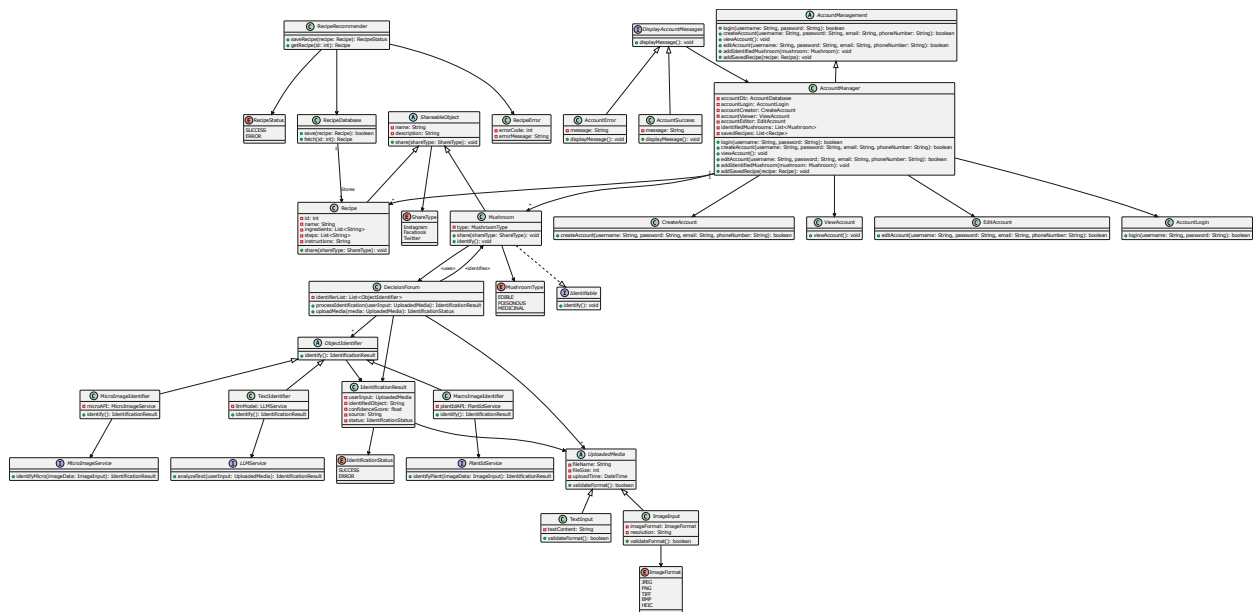 C RecipeRecommender
saveRecipe(recipe: Recipe): RecipeStatus
getRecipe(id: int): Recipe
I DisplayAccountMessages
displayMessage(): void
A AccountManagement
login(username: String, password: String): boolean
createAccount(username: String, password: String, email: String, phoneNumber: String): boolean
viewAccount(): void
editAccount(username: String, password: String, email: String, phoneNumber: String): boolean
addIdentifiedMushroom(mushroom: Mushroom): void
addSavedRecipe(recipe: Recipe): void
E RecipeStatus
SUCCESS
ERROR
C RecipeDatabase
save(recipe: Recipe): boolean
fetch(id: int): Recipe
A ShareableObject
name: String
description: String
share(shareType: ShareType): void
C RecipeError
errorCode: int
errorMessage: String
C AccountError
message: String
displayMessage(): void
C AccountSuccess
message: String
displayMessage(): void
C AccountManager
accountDb: AccountDatabase
accountLogin: AccountLogin
accountCreator: CreateAccount
accountViewer: ViewAccount
accountEditor: EditAccount
identifiedMushrooms: List<Mushroom>
savedRecipes: List<Recipe>
login(username: String, password: String): boolean
createAccount(username: String, password: String, email: String, phoneNumber: String): boolean
viewAccount(): void
editAccount(username: String, password: String, email: String, phoneNumber: String): boolean
addIdentifiedMushroom(mushroom: Mushroom): void
addSavedRecipe(recipe: Recipe): void
Stores
C Recipe
id: int
name: String
ingredients: List<String>
steps: List<String>
instructions: String
share(shareType: ShareType): void
E ShareType
Instagram
Facebook
Twitter
C Mushroom
type: MushroomType
share(shareType: ShareType): void
identify(): void
C CreateAccount
createAccount(username: String, password: String, email: String, phoneNumber: String): boolean
C ViewAccount
viewAccount(): void
C EditAccount
editAccount(username: String, password: String, email: String, phoneNumber: String): boolean
C AccountLogin
login(username: String, password: String): boolean
<uses>
<identifies>
C DecisionForum
identifierList: List<ObjectIdentifier>
processIdentification(userInput: UploadedMedia): IdentificationResult
uploadMedia(media: UploadedMedia): IdentificationStatus
E MushroomType
EDIBLE
POISONOUS
MEDICINAL
I Identifiable
identify(): void
A ObjectIdentifier
identify(): IdentificationResult
C MicroImageIdentifier
microAPI: MicroImageService
identify(): IdentificationResult
C TextIdentifier
llmModel: LLMService
identify(): IdentificationResult
C IdentificationResult
userInput: UploadedMedia
identifiedObject: String
confidenceScore: float
source: String
status: IdentificationStatus
C MacroImageIdentifier
plantIdAPI: PlantIdService
identify(): IdentificationResult
I MicroImageService
identifyMicro(imageData: ImageInput): IdentificationResult
I LLMService
analyzeText(userInput: UploadedMedia): IdentificationResult
E IdentificationStatus
SUCCESS
ERROR
I PlantIdService
identifyPlant(imageData: ImageInput): IdentificationResult
A UploadedMedia
fileName: String
fileSize: int
uploadTime: DateTime
validateFormat(): boolean
C TextInput
textContent: String
validateFormat(): boolean
C ImageInput
imageFormat: ImageFormat
resolution: String
validateFormat(): boolean
E ImageFormat
JPEG
PNG
TIFF
BMP
HEIC